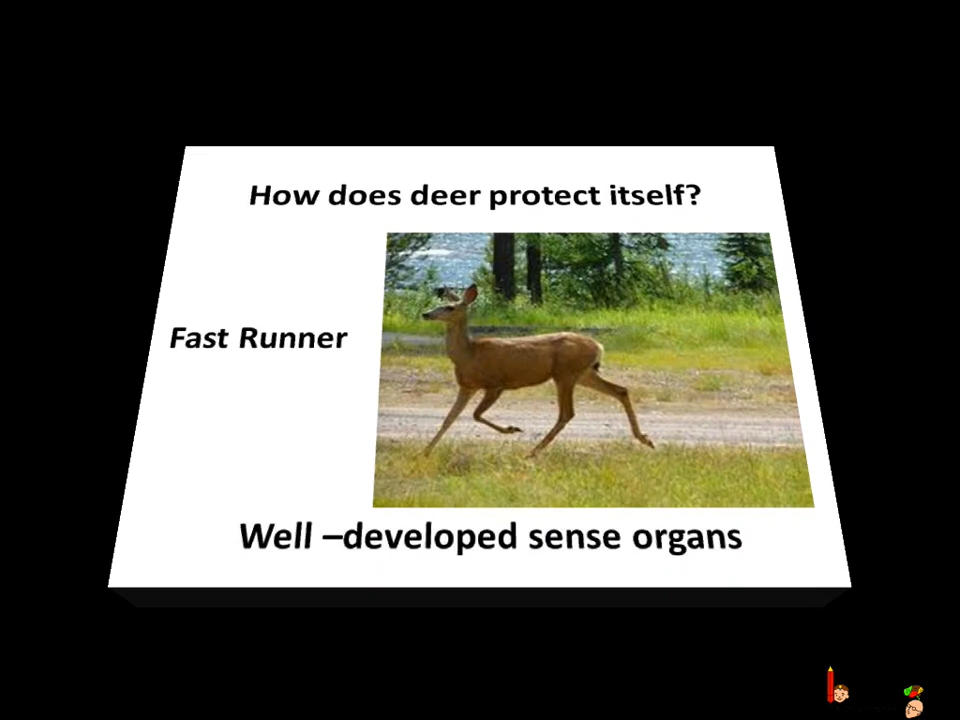 How does deer protect itself?
Fast Runner
Well –developed sense organs